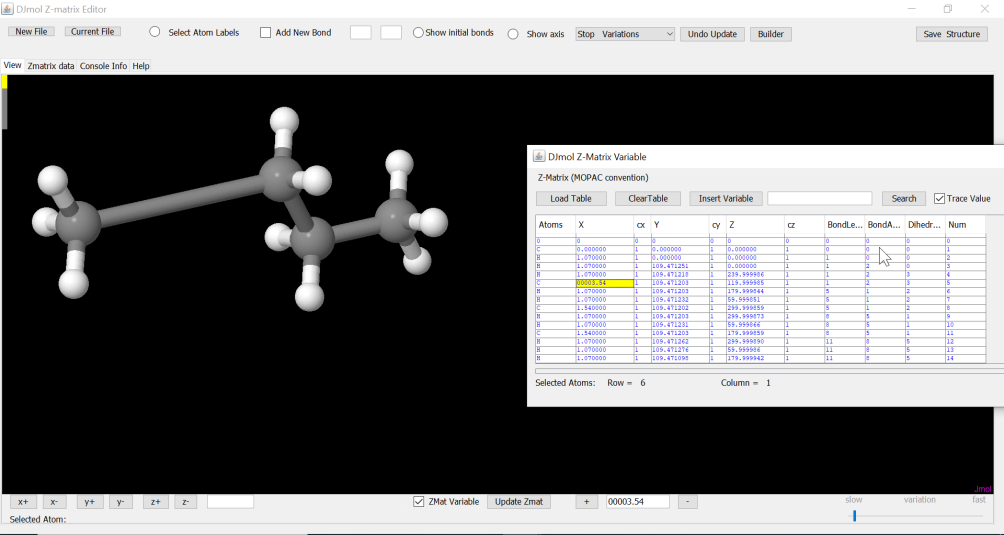 DJmol Z-matrix Editor
New File Current File Select Atom Labels Add New Bond Show initial bonds Show axis Stop Variations Undo Update Builder Save Structure
View Zmatrix data Console Info Help
DJmol Z-Matrix Variable
Z-Matrix (MOPAC convention)
Load Table ClearTable Insert Variable Search Trace Value
Atoms X cx Y cy Z cz BondLe... BondA... Dihedr... Num
0 0 0 0 0 0 0 0 0 0 0
C 0.000000 1 0.000000 1 0.000000 1 0 0 0 1
H 1.070000 1 0.000000 1 0.000000 1 1 0 0 2
H 1.070000 1 109.471251 1 0.000000 1 1 2 0 3
H 1.070000 1 109.471218 1 239.999986 1 1 2 3 4
C 00003.54 1 109.471203 1 119.999985 1 1 2 3 5
H 1.070000 1 109.471203 1 179.999844 1 5 1 2 6
H 1.070000 1 109.471232 1 59.999851 1 5 1 2 7
C 1.540000 1 109.471202 1 299.999859 1 5 1 2 8
H 1.070000 1 109.471203 1 299.999873 1 8 5 1 9
H 1.070000 1 109.471231 1 59.999866 1 8 5 1 10
C 1.540000 1 109.471203 1 179.999859 1 8 5 1 11
H 1.070000 1 109.471262 1 299.999890 1 11 8 5 12
H 1.070000 1 109.471276 1 59.999986 1 11 8 5 13
H 1.070000 1 109.471098 1 179.999942 1 11 8 5 14
Selected Atoms: Row = 6 Column = 1
Jmol
x+ x- y+ y- z+ z- ZMat Variable Update Zmat + 00003.54 - slow variation fast
Selected Atom: